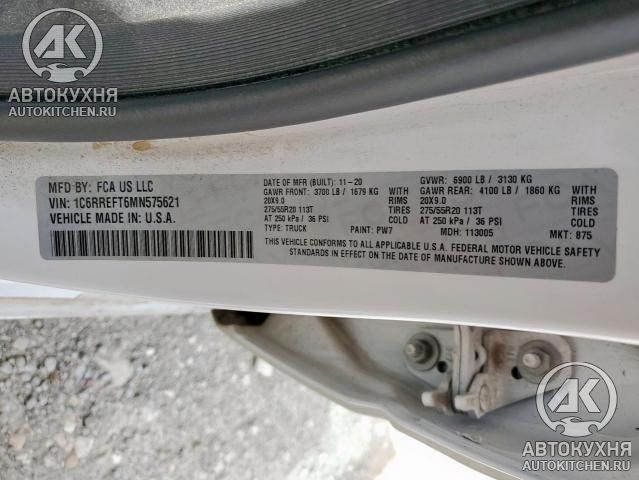 AK
АВТОКУХНЯ
AUTOKITCHEN.RU
MFD BY: FCA US LLC
VIN: 1C6RREFT6MN575621
VEHICLE MADE IN U.S.A.
DATE OF MFR (BUILT): 11-20
GAWR FRONT: 3700 LB / 1679 KG
20X9.0 RIMS
275/55R20 113T TIRES
AT 250 kPa / 36 PSI COLD
TYPE: TRUCK PAINT: PW7
GVWR: 6900 LB / 3130 KG
GAWR REAR: 4100 LB / 1860 KG
20X9.0 RIMS
275/55R20 113T TIRES
AT 250 kPa / 36 PSI COLD
MDH: 113005 MKT: 875
THIS VEHICLE CONFORMS TO ALL APPLICABLE U.S.A. FEDERAL MOTOR VEHICLE SAFETY
STANDARDS IN EFFECT ON THE DATE OF MANUFACTURE SHOWN ABOVE.
AK
АВТОКУХНЯ
AUTOKITCHEN.RU